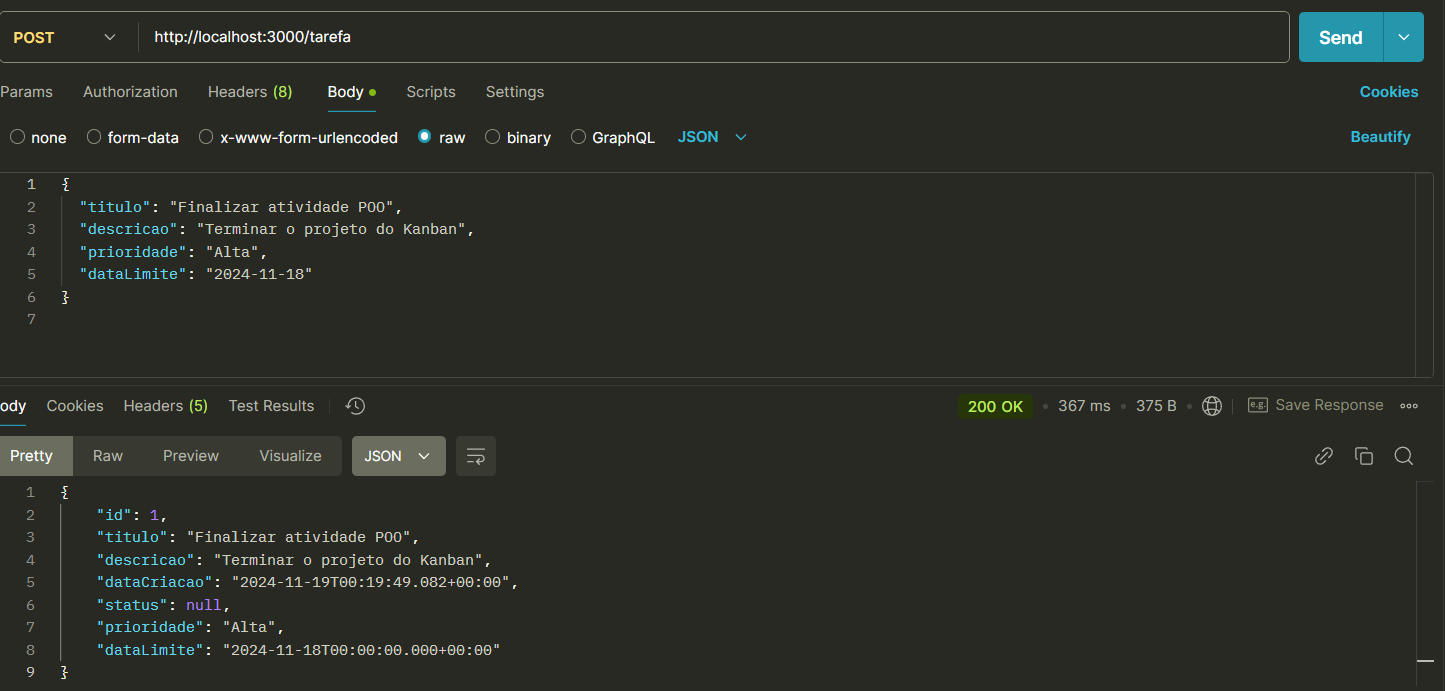 POST http://localhost:3000/tarefa Send
Params Authorization Headers (8) Body Scripts Settings Cookies
none form-data x-www-form-urlencoded raw binary GraphQL JSON Beautify
1 {
2 "titulo": "Finalizar atividade POO",
3 "descricao": "Terminar o projeto do Kanban",
4 "prioridade": "Alta",
5 "dataLimite": "2024-11-18"
6 }
7
ody Cookies Headers (5) Test Results 200 OK 367 ms 375 B e.g. Save Response
Pretty Raw Preview Visualize JSON
1 {
2 "id": 1,
3 "titulo": "Finalizar atividade POO",
4 "descricao": "Terminar o projeto do Kanban",
5 "dataCriacao": "2024-11-19T00:19:49.082+00:00",
6 "status": null,
7 "prioridade": "Alta",
8 "dataLimite": "2024-11-18T00:00:00.000+00:00"
9 }